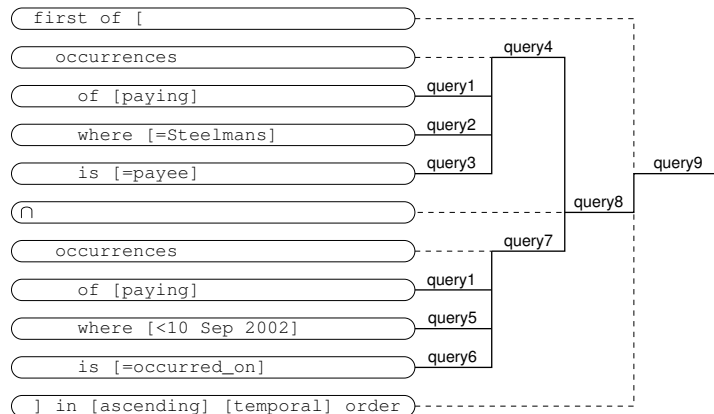 first of [
query4
occurrences
query1
of [paying]
query2
where [=Steelmans]
query3
is [=payee]
query9
∩
query8
query7
occurrences
query1
of [paying]
query5
where [<10 Sep 2002]
query6
is [=occurred_on]
] in [ascending] [temporal] order